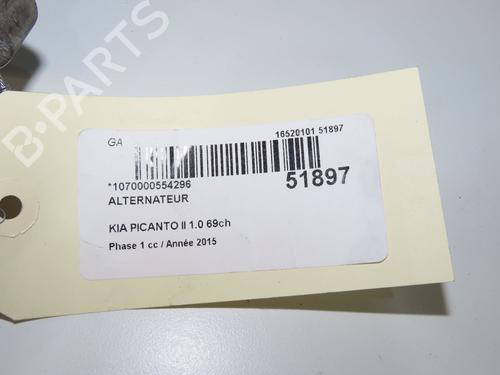 GA
16520101 51897
*1070000554296
51897
ALTERNATEUR
KIA PICANTO II 1.0 69ch
Phase 1 cc / Année 2015
B-PARTS